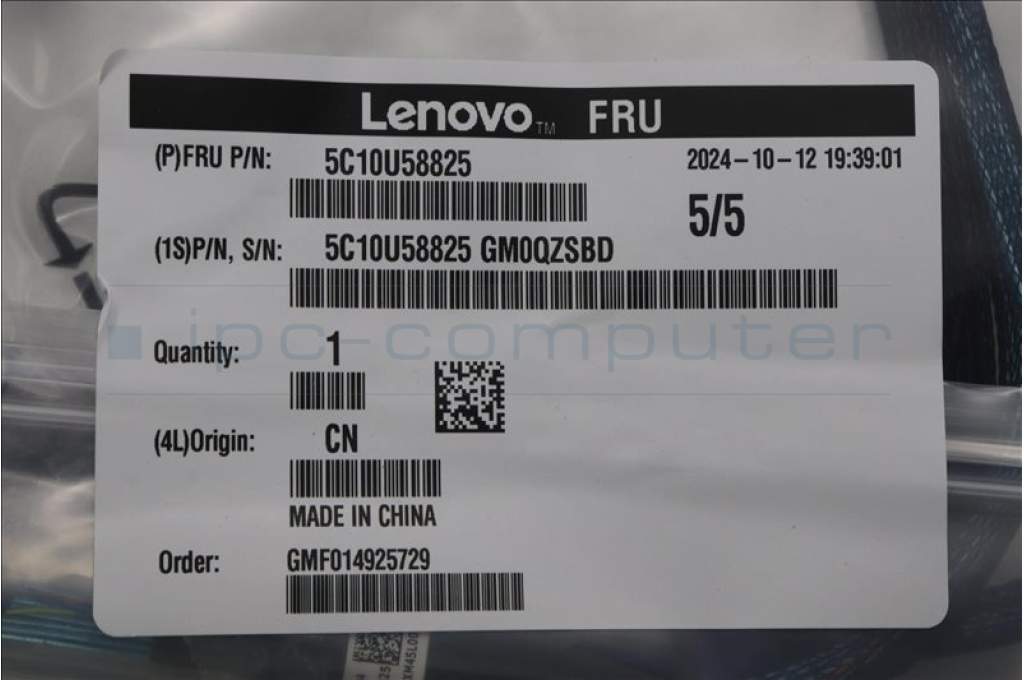 Lenovo™ FRU
(P)FRU P/N: 5C10U58825 2024-10-12 19:39:01
5/5
(1S)P/N, S/N: 5C10U58825 GM0QZSBD
ipc-computer
Quantity: 1
(4L)Origin: CN
MADE IN CHINA
Order: GMF014925729